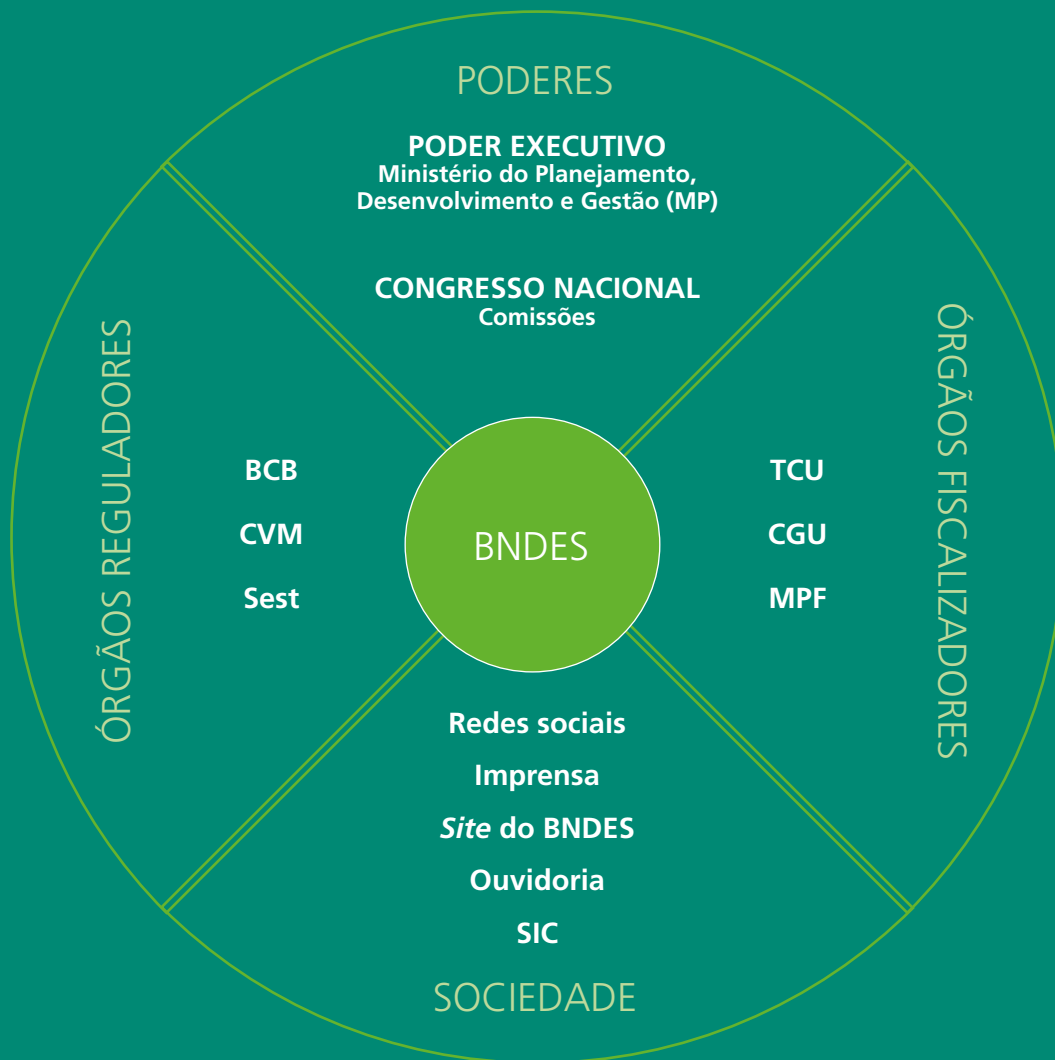 PODERES
PODER EXECUTIVO
Ministério do Planejamento,
Desenvolvimento e Gestão (MP)
CONGRESSO NACIONAL
Comissões
ÓRGÃOS REGULADORES
BCB
CVM
Sest
BNDES
TCU
CGU
MPF
ÓRGÃOS FISCALIZADORES
Redes sociais
Imprensa
Site do BNDES
Ouvidoria
SIC
SOCIEDADE